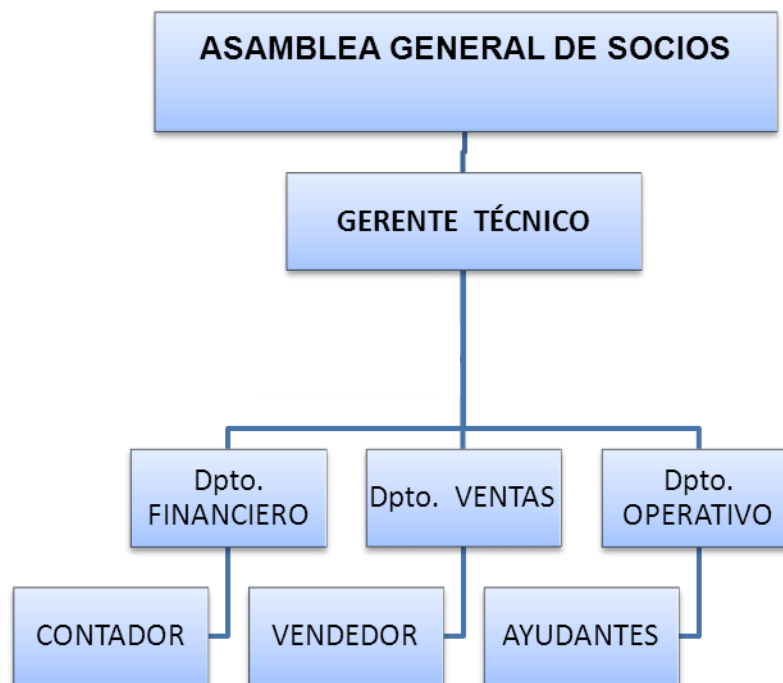 ASAMBLEA GENERAL DE SOCIOS
GERENTE TÉCNICO
Dpto.
FINANCIERO
Dpto. VENTAS
Dpto.
OPERATIVO
CONTADOR
VENDEDOR
AYUDANTES